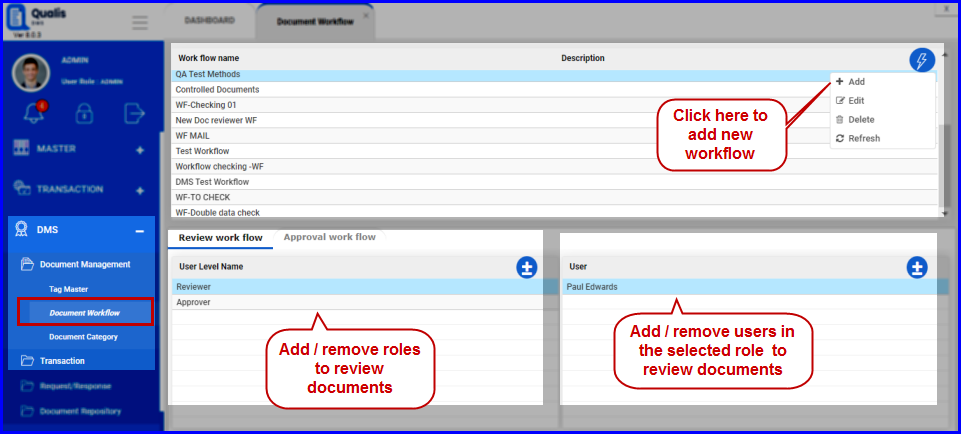 Qualis
DMS
Ver 8.0.3
DASHBOARD
Document Workflow
x
x
ADMIN
User Role : ADMIN
4
MASTER
TRANSACTION
DMS
Document Management
Tag Master
Document Workflow
Document Category
Transaction
Request/Response
Document Repository
Work flow name Description
QA Test Methods
Controlled Documents
WF-Checking 01
New Doc reviewer WF
WF MAIL
Test Workflow
Workflow checking -WF
DMS Test Workflow
WF-TO CHECK
WF-Double data check
Add
Edit
Delete
Refresh
Click here to
add new
workflow
Review work flow Approval work flow
User Level Name
Reviewer
Approver
Add / remove roles
to review
documents
User
Paul Edwards
Add / remove users in
the selected role to
review documents